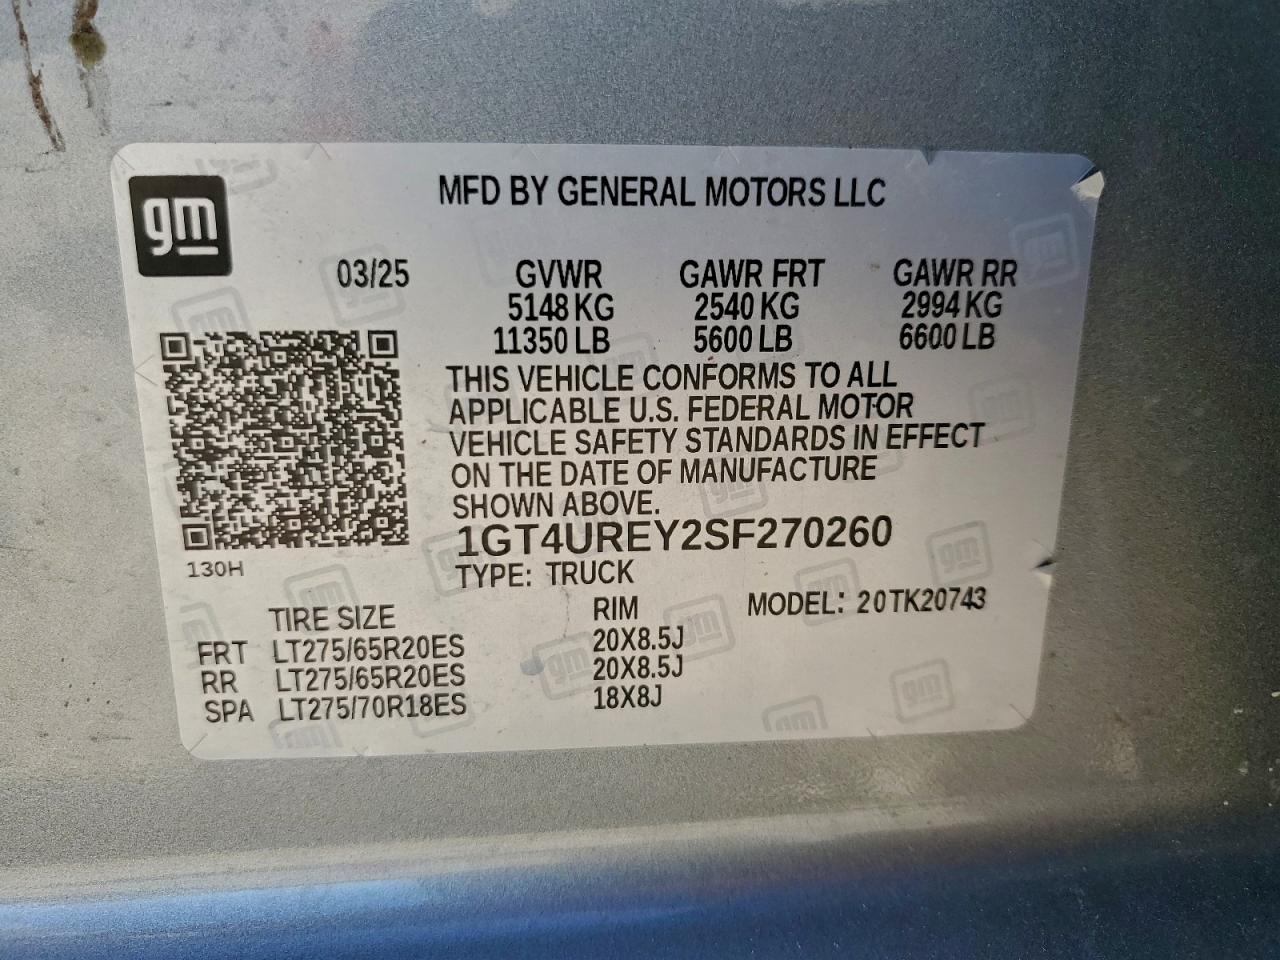 gm
MFD BY GENERAL MOTORS LLC
03/25 GVWR GAWR FRT GAWR RR
5148 KG 2540 KG 2994 KG
11350 LB 5600 LB 6600 LB
THIS VEHICLE CONFORMS TO ALL
APPLICABLE U.S. FEDERAL MOTOR
VEHICLE SAFETY STANDARDS IN EFFECT
ON THE DATE OF MANUFACTURE
SHOWN ABOVE.
1GT4UREY2SF270260
130H
TYPE: TRUCK
TIRE SIZE RIM MODEL: 20TK20743
FRT LT275/65R20ES 20X8.5J
RR LT275/65R20ES 20X8.5J
SPA LT275/70R18ES 18X8J